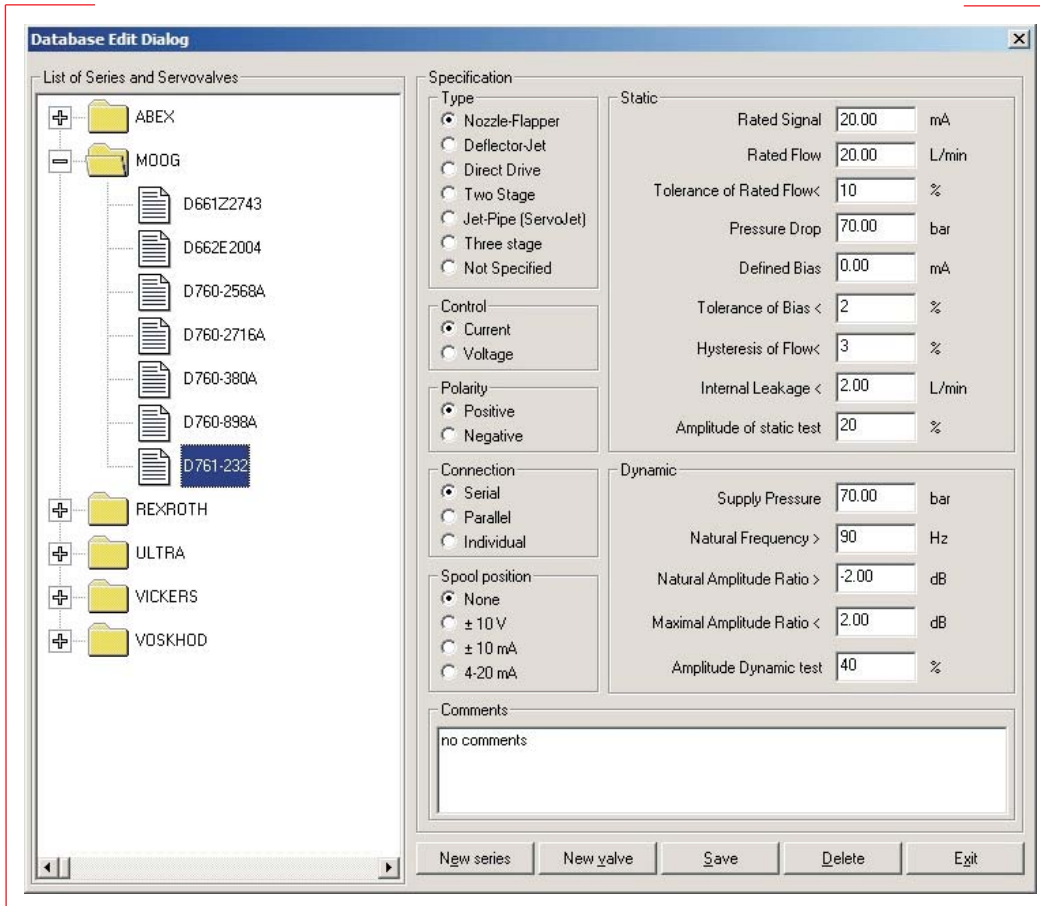 Database Edit Dialog
List of Series and Servovalves
ABEX
MOOG
D661Z2743
D662E2004
D760-2568A
D760-2716A
D760-380A
D760-898A
D761-232
REXROTH
ULTRA
VICKERS
VOSKHOD
Specification
Type
Nozzle-Flapper
Deflector-Jet
Direct Drive
Two Stage
Jet-Pipe (ServoJet)
Three stage
Not Specified
Control
Current
Voltage
Polarity
Positive
Negative
Connection
Serial
Parallel
Individual
Spool position
None
± 10 V
± 10 mA
4-20 mA
Static
Rated Signal 20.00 mA
Rated Flow 20.00 L/min
Tolerance of Rated Flow< 10 %
Pressure Drop 70.00 bar
Defined Bias 0.00 mA
Tolerance of Bias < 2 %
Hysteresis of Flow< 3 %
Internal Leakage < 2.00 L/min
Amplitude of static test 20 %
Dynamic
Supply Pressure 70.00 bar
Natural Frequency > 90 Hz
Natural Amplitude Ratio > -2.00 dB
Maximal Amplitude Ratio < 2.00 dB
Amplitude Dynamic test 40 %
Comments
no comments
New series New valve Save Delete Exit